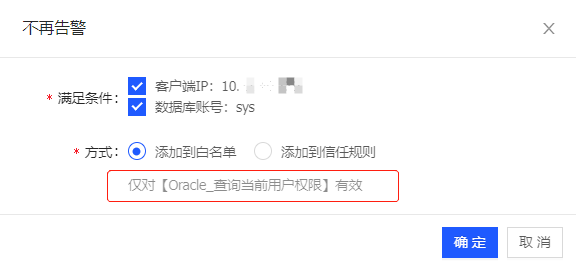 不再告警
* 满足条件：
客户端IP：10.
数据库账号：sys
* 方式：
添加到白名单 添加到信任规则
仅对【Oracle_查询当前用户权限】有效
确 定 取 消